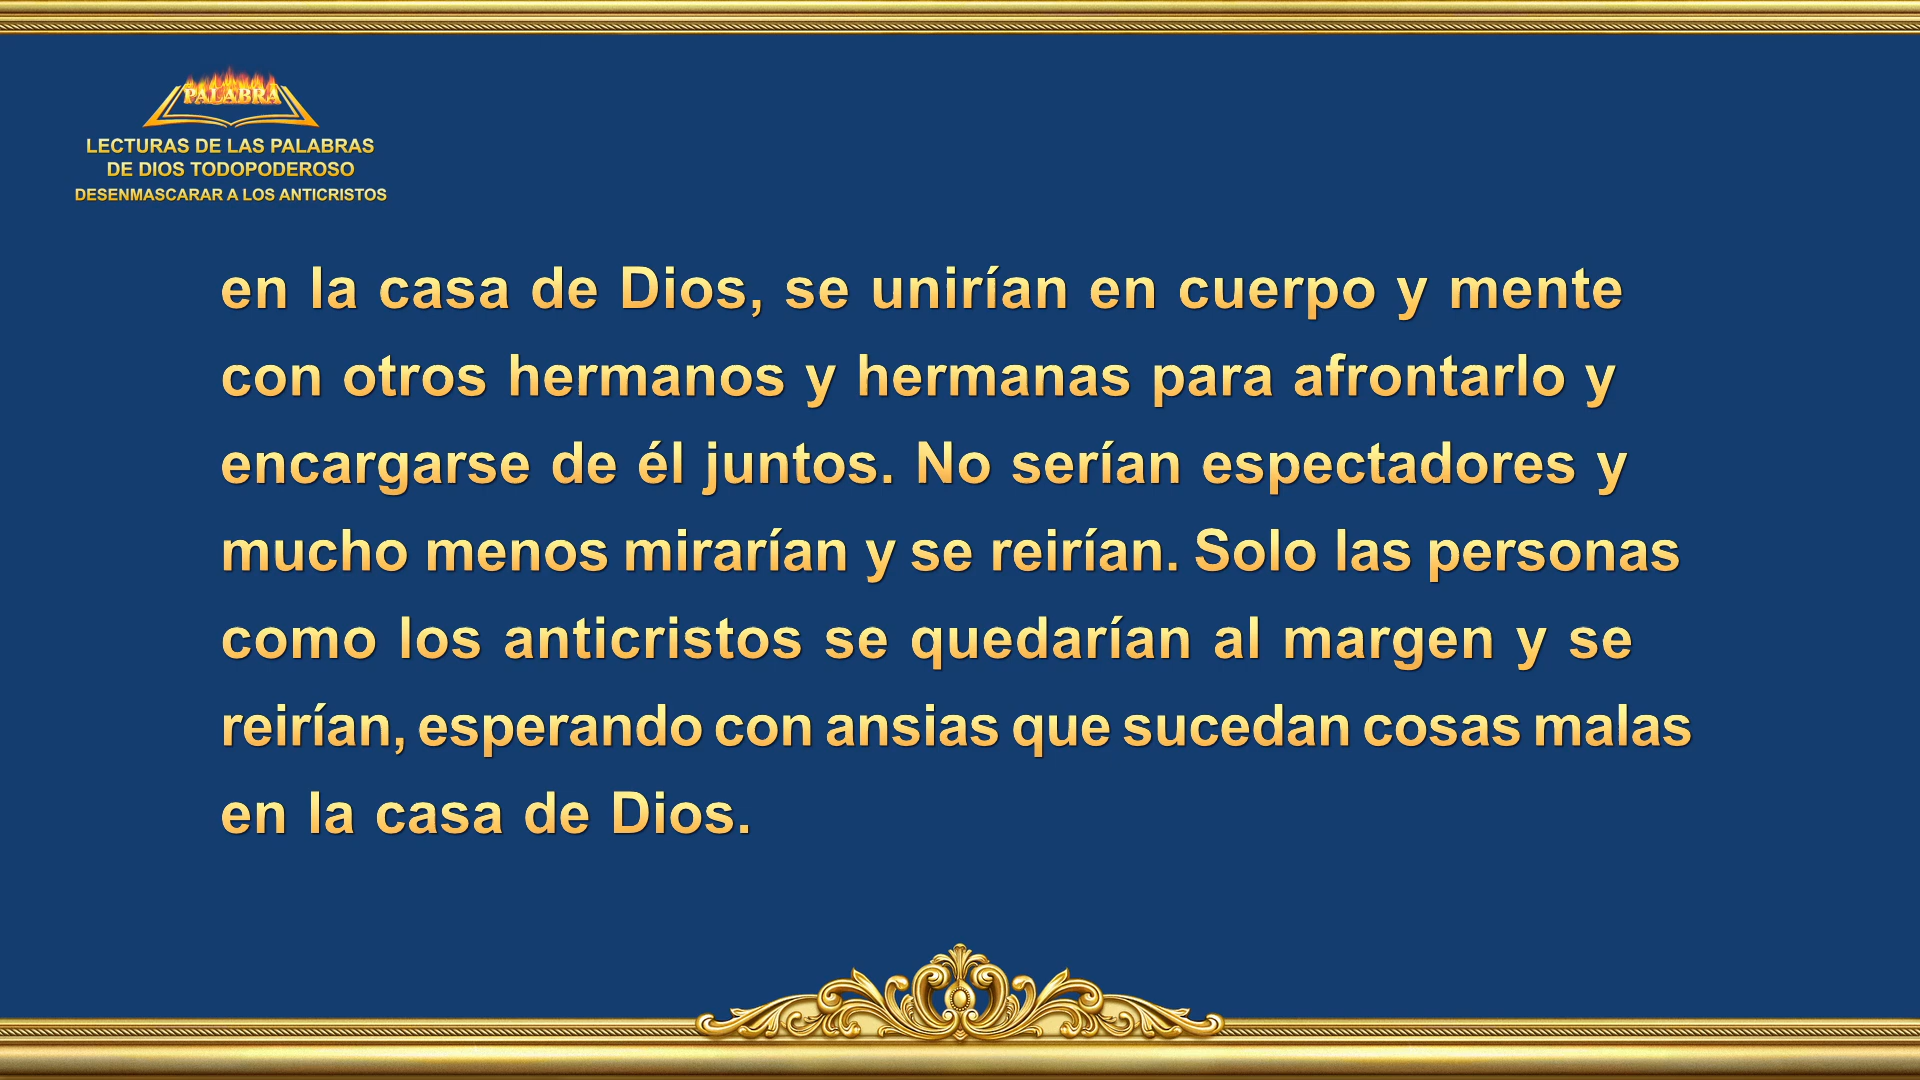 PALABRA
LECTURAS DE LAS PALABRAS
DE DIOS TODOPODEROSO
DESENMASCARAR A LOS ANTICRISTOS
en la casa de Dios, se unirían en cuerpo y mente
con otros hermanos y hermanas para afrontarlo y
encargarse de él juntos. No serían espectadores y
mucho menos mirarían y se reirían. Solo las personas
como los anticristos se quedarían al margen y se
reirían, esperando con ansias que sucedan cosas malas
en la casa de Dios.